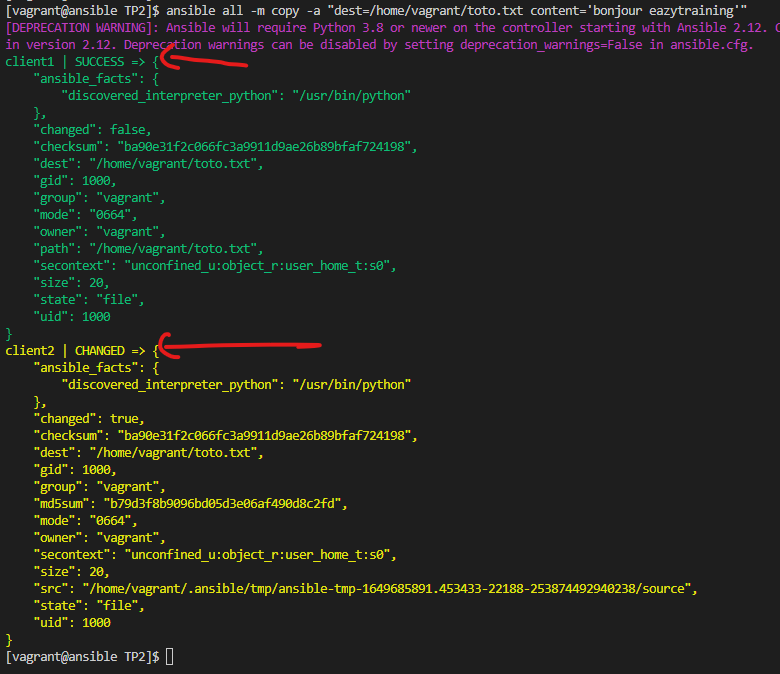 [vagrant@ansible TP2]$ ansible all -m copy -a "dest=/home/vagrant/toto.txt content='bonjour eazytraining'"
[DEPRECATION WARNING]: Ansible will require Python 3.8 or newer on the controller starting with Ansible 2.12. C
in version 2.12. Deprecation warnings can be disabled by setting deprecation_warnings=False in ansible.cfg.
client1 | SUCCESS => {
    "ansible_facts": {
        "discovered_interpreter_python": "/usr/bin/python"
    },
    "changed": false,
    "checksum": "ba90e31f2c066fc3a9911d9ae26b89bfaf724198",
    "dest": "/home/vagrant/toto.txt",
    "gid": 1000,
    "group": "vagrant",
    "mode": "0664",
    "owner": "vagrant",
    "path": "/home/vagrant/toto.txt",
    "secontext": "unconfined_u:object_r:user_home_t:s0",
    "size": 20,
    "state": "file",
    "uid": 1000
}
client2 | CHANGED => {
    "ansible_facts": {
        "discovered_interpreter_python": "/usr/bin/python"
    },
    "changed": true,
    "checksum": "ba90e31f2c066fc3a9911d9ae26b89bfaf724198",
    "dest": "/home/vagrant/toto.txt",
    "gid": 1000,
    "group": "vagrant",
    "md5sum": "b79d3f8b9096bd05d3e06af490d8c2fd",
    "mode": "0664",
    "owner": "vagrant",
    "secontext": "unconfined_u:object_r:user_home_t:s0",
    "size": 20,
    "src": "/home/vagrant/.ansible/tmp/ansible-tmp-1649685891.453433-22188-253874492940238/source",
    "state": "file",
    "uid": 1000
}
[vagrant@ansible TP2]$